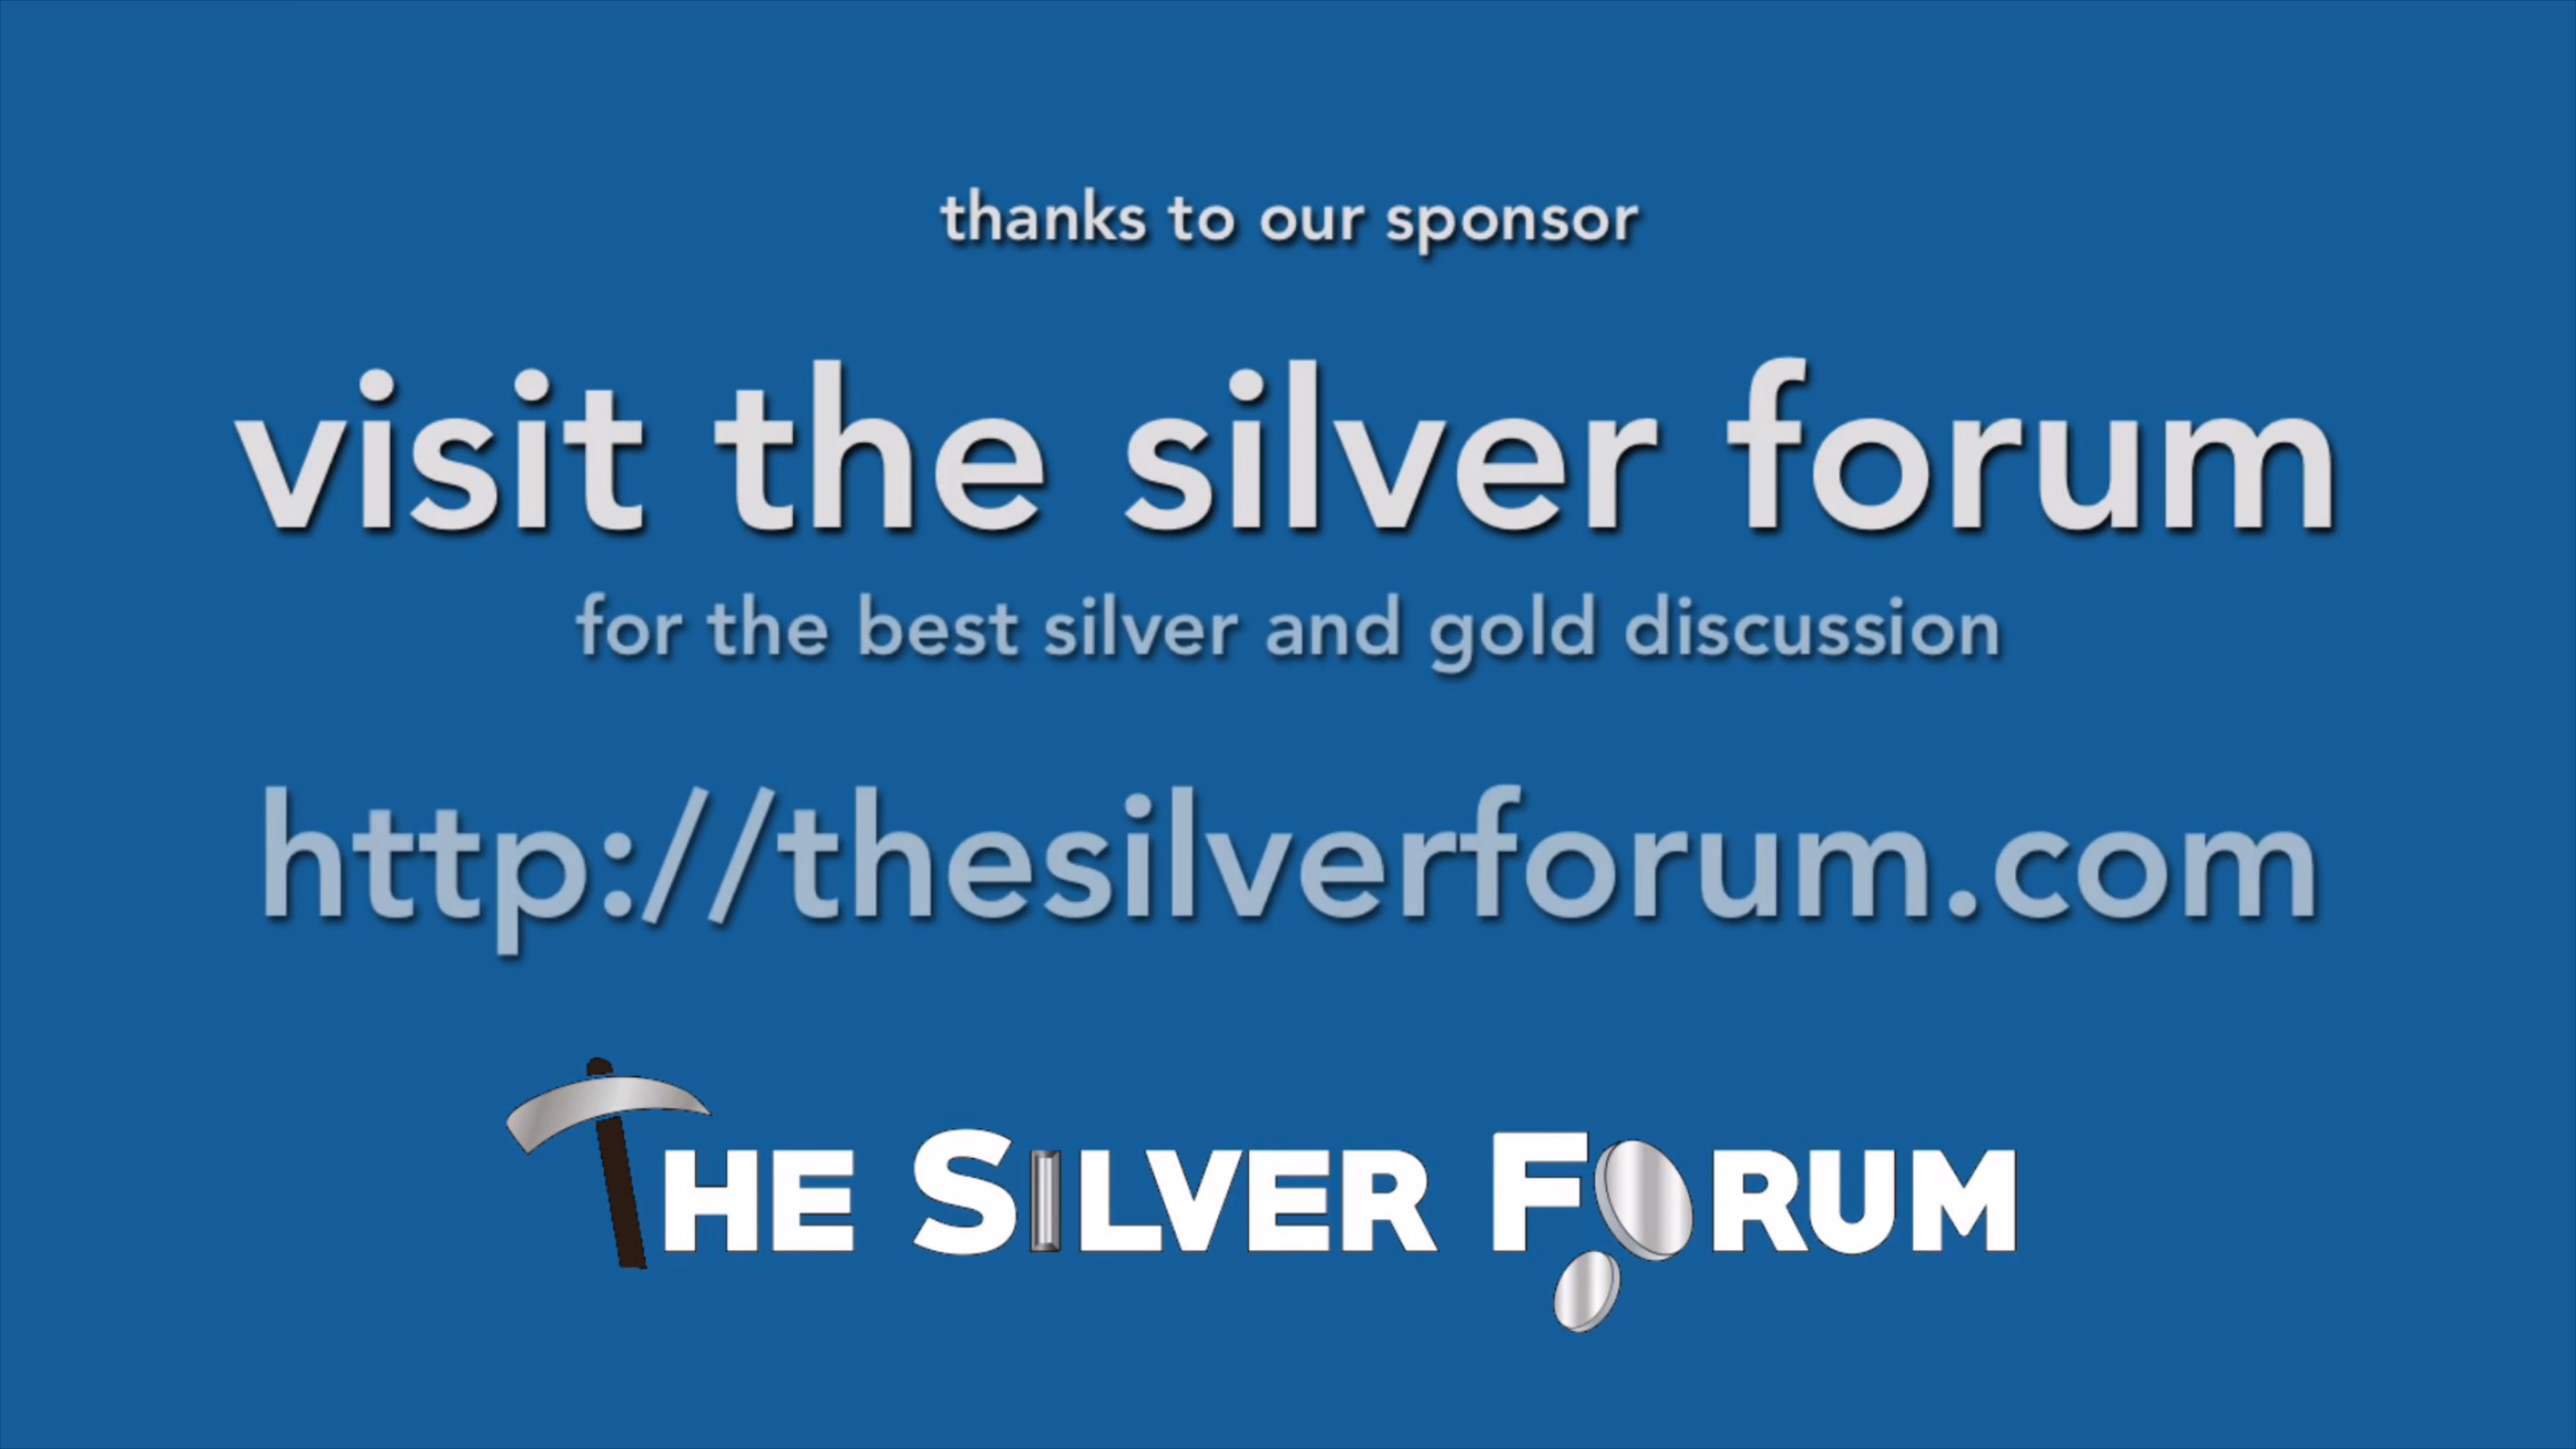 thanks to our sponsor
visit the silver forum
for the best silver and gold discussion
http://thesilverforum.com
THE SILVER FORUM